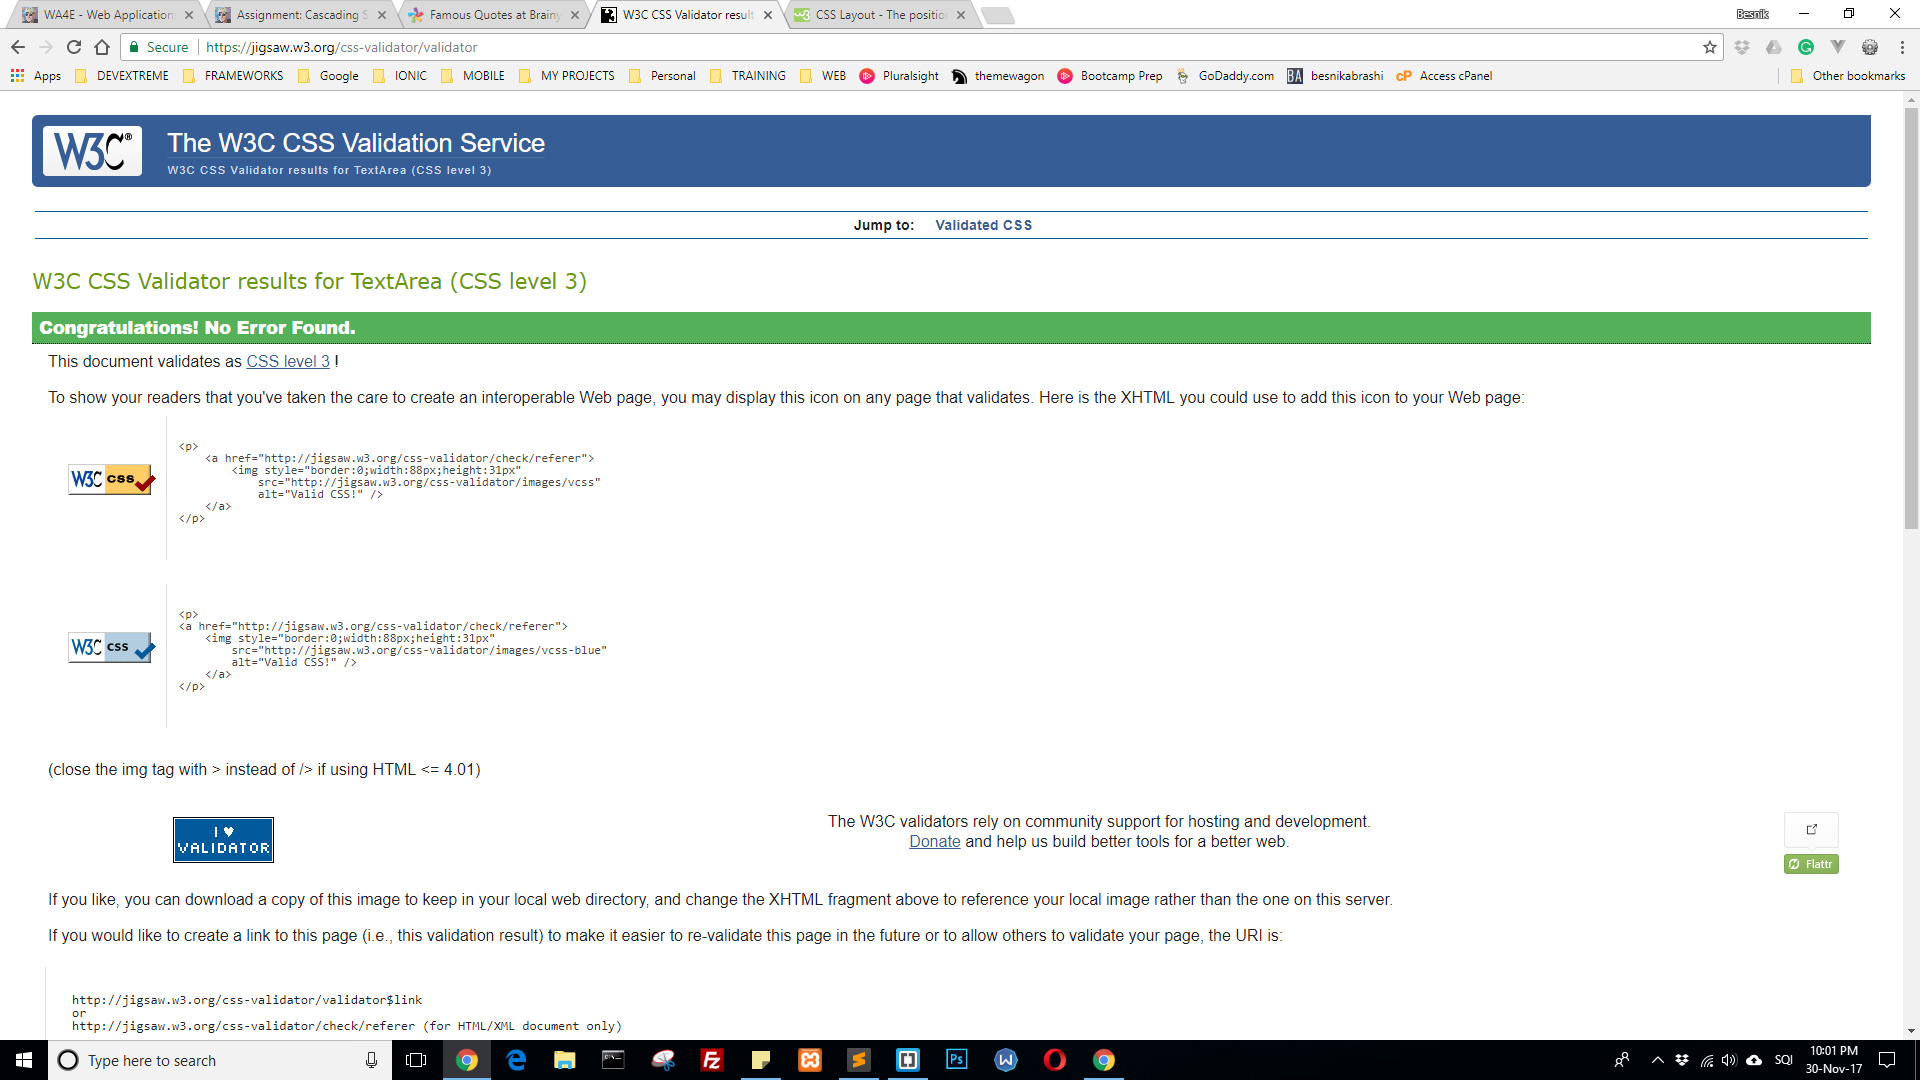 WA4E - Web Application
Assignment: Cascading S
Famous Quotes at Brainy
W3C CSS Validator result
CSS Layout - The positio
Besnik
Secure
https://jigsaw.w3.org/css-validator/validator
Apps
DEVEXTREME
FRAMEWORKS
Google
IONIC
MOBILE
MY PROJECTS
Personal
TRAINING
WEB
Pluralsight
themewagon
Bootcamp Prep
GoDaddy.com
BA
besnikabrashi
cP
Access cPanel
Other bookmarks
W3C®
The W3C CSS Validation Service
W3C CSS Validator results for TextArea (CSS level 3)
Jump to: Validated CSS
W3C CSS Validator results for TextArea (CSS level 3)
Congratulations! No Error Found.
This document validates as CSS level 3 !
To show your readers that you've taken the care to create an interoperable Web page, you may display this icon on any page that validates. Here is the XHTML you could use to add this icon to your Web page:
W3C css
<p>
<a href="http://jigsaw.w3.org/css-validator/check/referer">
<img style="border:0;width:88px;height:31px"
src="http://jigsaw.w3.org/css-validator/images/vcss"
alt="Valid CSS!" />
</a>
</p>
W3C css
<p>
<a href="http://jigsaw.w3.org/css-validator/check/referer">
<img style="border:0;width:88px;height:31px"
src="http://jigsaw.w3.org/css-validator/images/vcss-blue"
alt="Valid CSS!" />
</a>
</p>
(close the img tag with > instead of /> if using HTML <= 4.01)
I ♥
VALIDATOR
The W3C validators rely on community support for hosting and development.
Donate and help us build better tools for a better web.
Flattr
If you like, you can download a copy of this image to keep in your local web directory, and change the XHTML fragment above to reference your local image rather than the one on this server.
If you would like to create a link to this page (i.e., this validation result) to make it easier to re-validate this page in the future or to allow others to validate your page, the URI is:
http://jigsaw.w3.org/css-validator/validator$link
or
http://jigsaw.w3.org/css-validator/check/referer (for HTML/XML document only)
Type here to search
Fz
Ps
W
SQI
10:01 PM
30-Nov-17